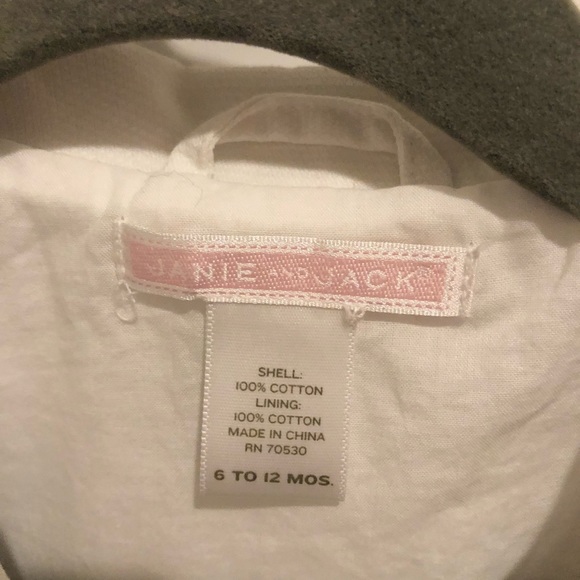 JANIE AND JACK®
SHELL:
100% COTTON
LINING:
100% COTTON
MADE IN CHINA
RN 70530
6 TO 12 MOS.